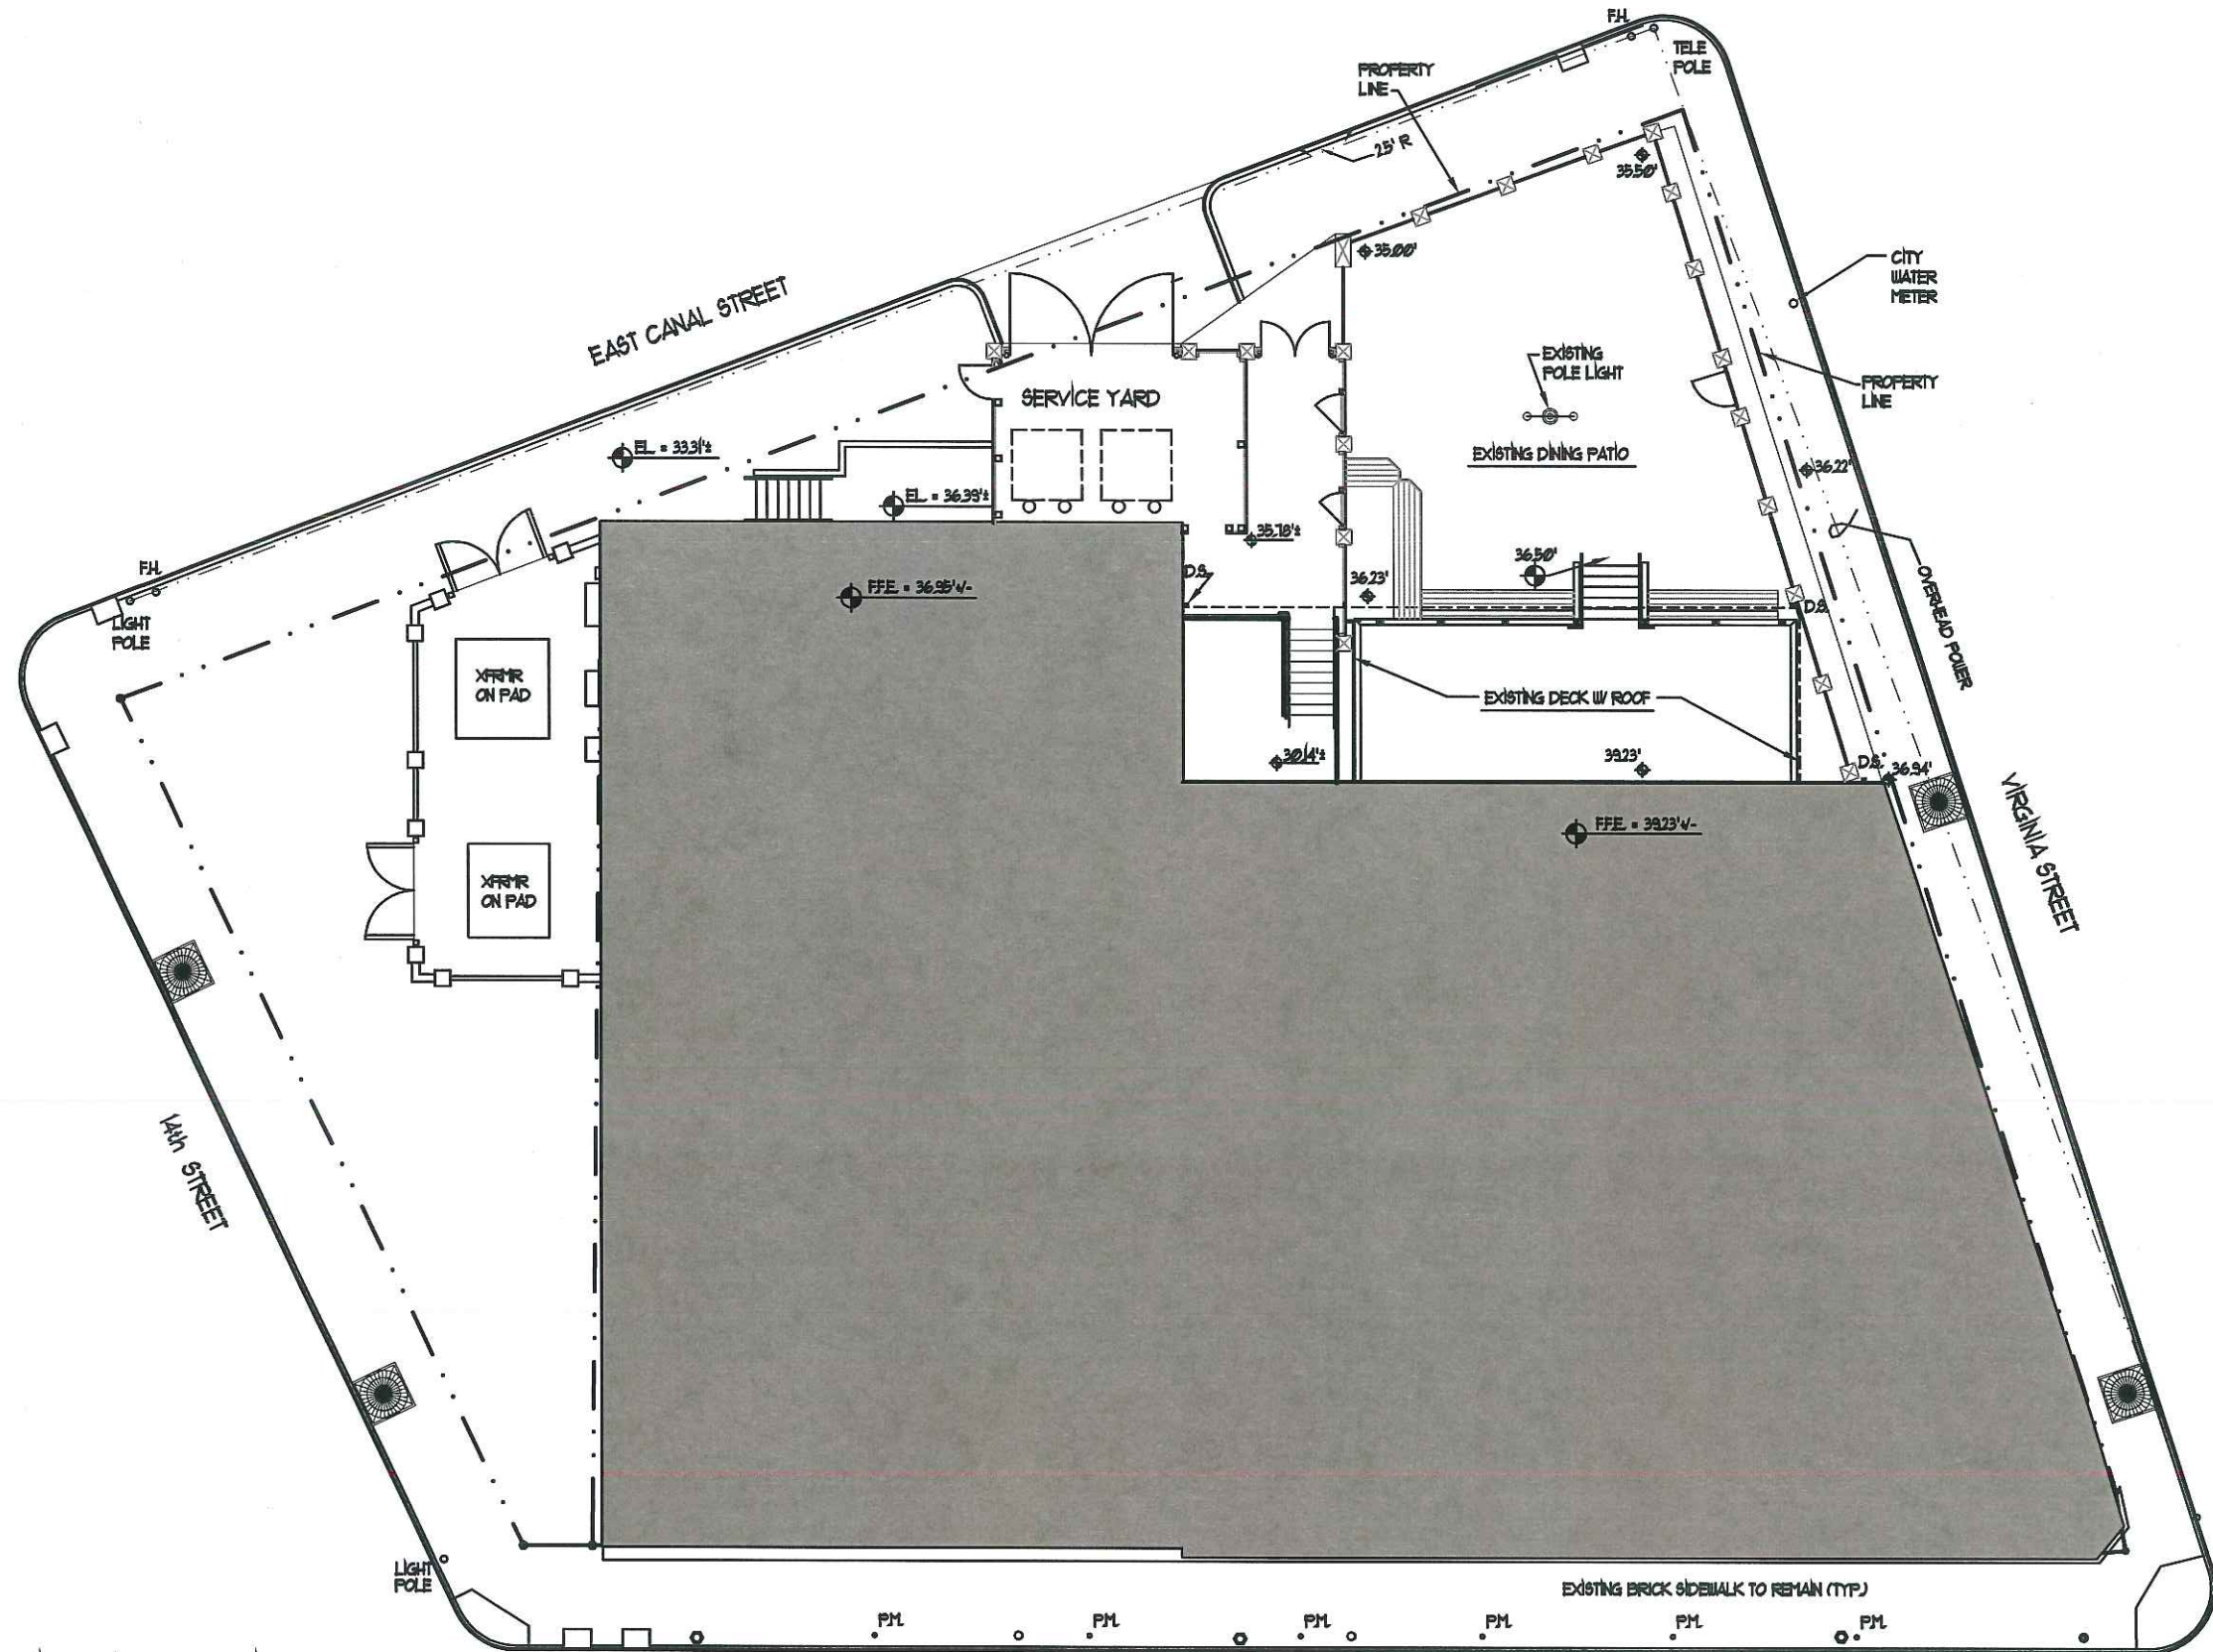 F.H.
TELE
POLE
PROPERTY
LINE
25' R
35.50'
35.00'
CITY
WATER
METER
EAST CANAL STREET
EXISTING
POLE LIGHT
PROPERTY
LINE
SERVICE YARD
EL. = 33.31'±
EXISTING DINING PATIO
36.22'
EL. = 36.39'±
35.78'±
36.50'
F.H.
D.S.
36.23'
F.F.E. = 36.95'+/-
D.S.
OVERHEAD POWER
LIGHT
POLE
XFRMR
ON PAD
EXISTING DECK W/ ROOF
30.14'±
39.23'
D.S.
36.94'
F.F.E. = 39.23'+/-
VIRGINIA STREET
XFRMR
ON PAD
14th STREET
LIGHT
POLE
EXISTING BRICK SIDEWALK TO REMAIN (TYP.)
P.M.
P.M.
P.M.
P.M.
P.M.
P.M.